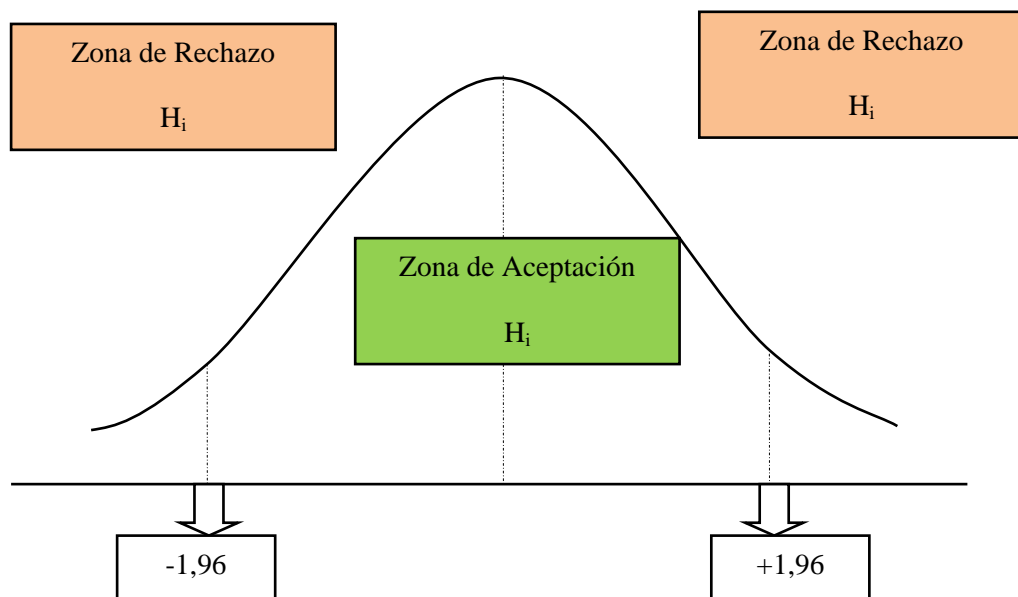 Zona de Rechazo
Hi
Zona de Rechazo
Hi
Zona de Aceptación
Hi
-1,96
+1,96